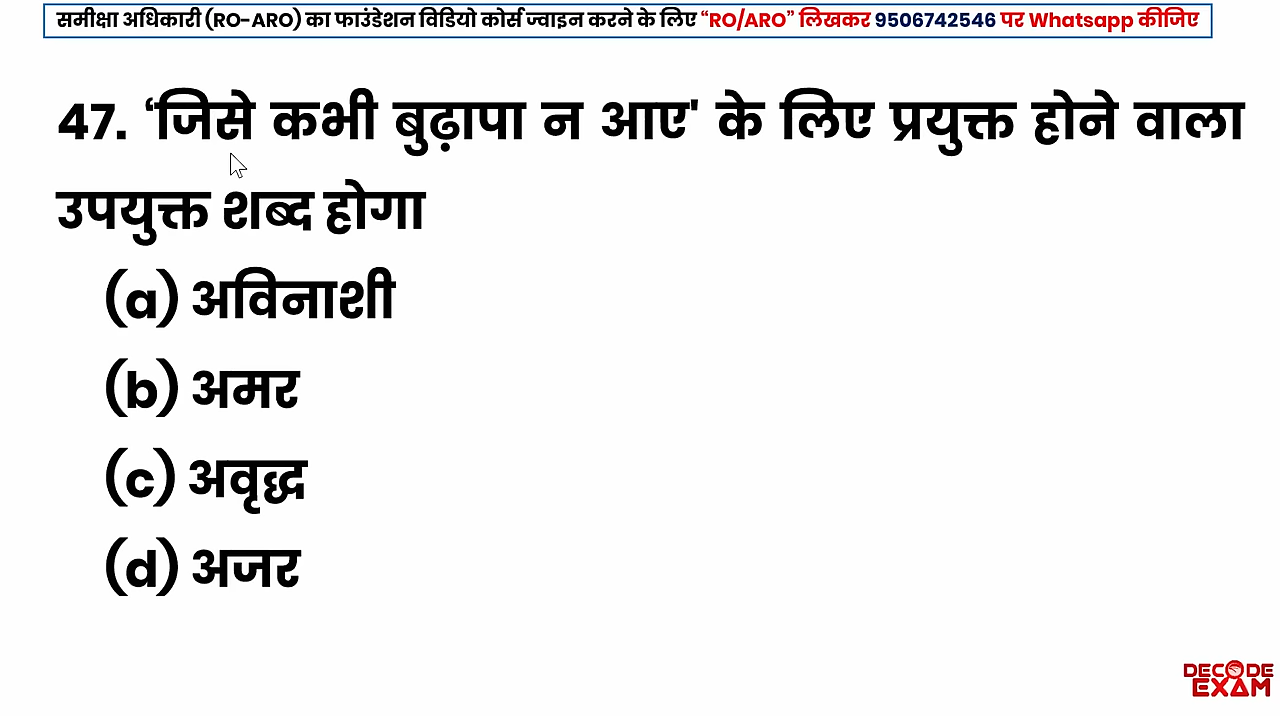 समीक्षा अधिकारी (RO-ARO) का फाउंडेशन विडियो कोर्स ज्वाइन करने के लिए “RO/ARO” लिखकर 9506742546 पर Whatsapp कीजिए
47. ‘जिसे कभी बुढ़ापा न आए' के लिए प्रयुक्त होने वाला
उपयुक्त शब्द होगा
(a) अविनाशी
(b) अमर
(c) अवृद्ध
(d) अजर
DECODE
EXAM